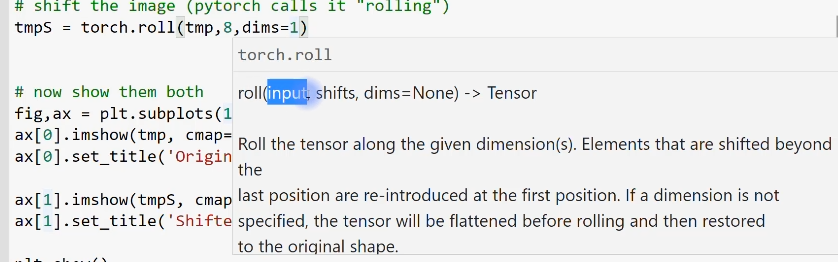 # shift the image (pytorch calls it "rolling")
tmpS = torch.roll(tmp,8,dims=1)
torch.roll
roll(input, shifts, dims=None) -> Tensor
# now show them both
fig,ax = plt.subplots(1
ax[0].imshow(tmp, cmap=
ax[0].set_title('Origin
ax[1].imshow(tmpS, cmap
ax[1].set_title('Shifte
Roll the tensor along the given dimension(s). Elements that are shifted beyond
the
last position are re-introduced at the first position. If a dimension is not
specified, the tensor will be flattened before rolling and then restored
to the original shape.